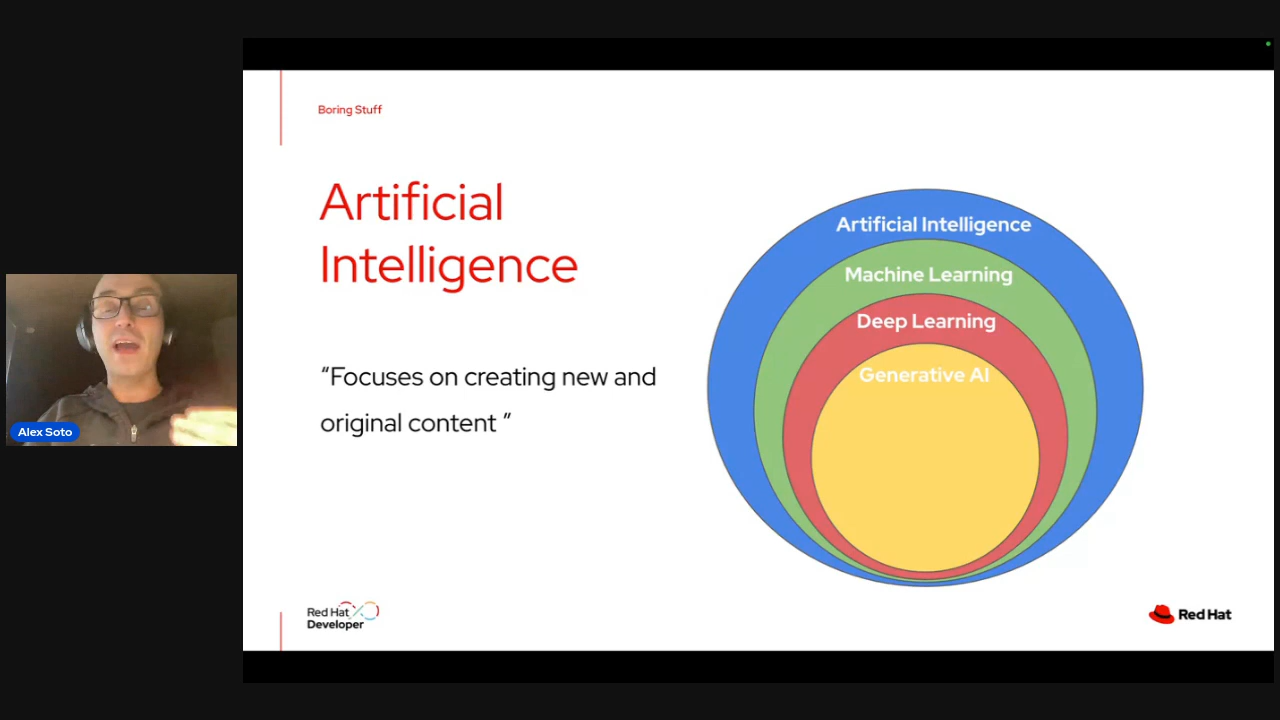 Boring Stuff
Artificial
Intelligence
“Focuses on creating new and
original content ”
Artificial Intelligence
Machine Learning
Deep Learning
Generative AI
Alex Soto
Red Hat
Developer
Red Hat